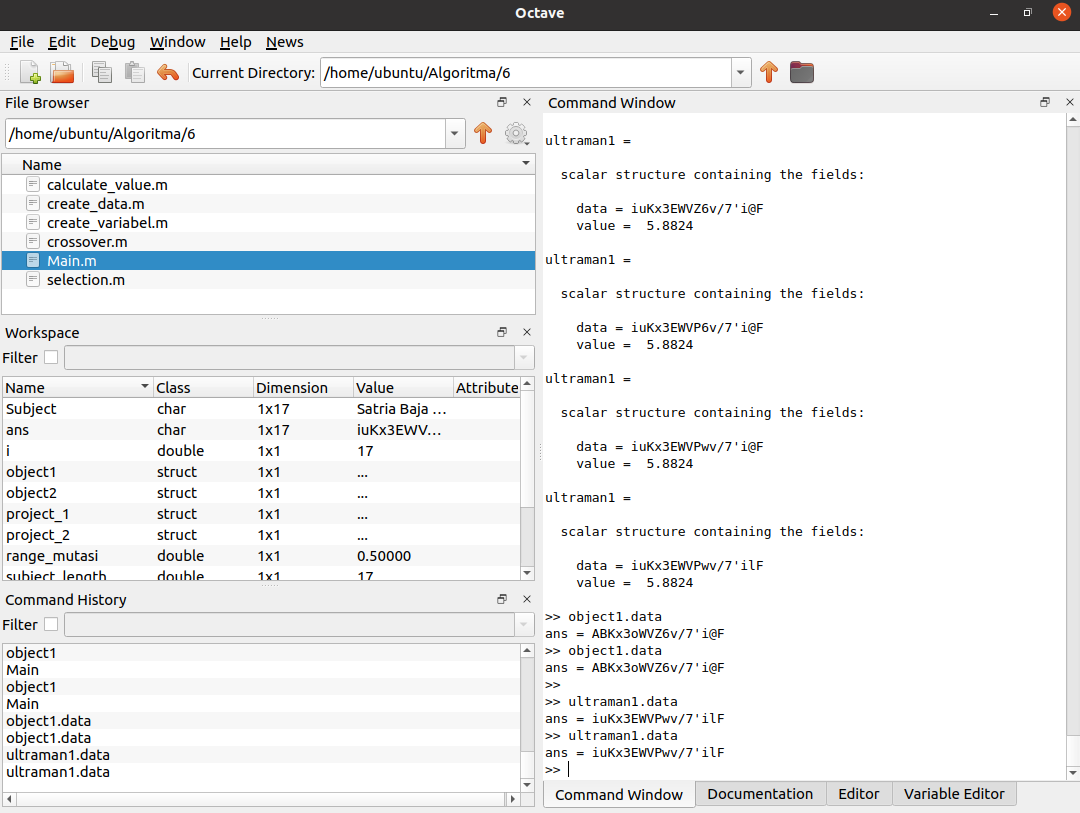 Octave
File Edit Debug Window Help News
Current Directory: /home/ubuntu/Algoritma/6
File Browser
/home/ubuntu/Algoritma/6
Name
calculate_value.m
create_data.m
create_variabel.m
crossover.m
Main.m
selection.m
Workspace
Filter
Name Class Dimension Value Attribute
Subject char 1x17 Satria Baja ...
ans char 1x17 iuKx3EWV...
i double 1x1 17
object1 struct 1x1 ...
object2 struct 1x1 ...
project_1 struct 1x1 ...
project_2 struct 1x1 ...
range_mutasi double 1x1 0.50000
subject_length double 1x1 17
Command History
Filter
object1
Main
object1
Main
object1.data
object1.data
ultraman1.data
ultraman1.data
Command Window
ultraman1 =
scalar structure containing the fields:
data = iuKx3EWVZ6v/7'i@F
value =  5.8824
ultraman1 =
scalar structure containing the fields:
data = iuKx3EWVP6v/7'i@F
value =  5.8824
ultraman1 =
scalar structure containing the fields:
data = iuKx3EWVPwv/7'i@F
value =  5.8824
ultraman1 =
scalar structure containing the fields:
data = iuKx3EWVPwv/7'ilF
value =  5.8824
>> object1.data
ans = ABKx3oWVZ6v/7'i@F
>> object1.data
ans = ABKx3oWVZ6v/7'i@F
>>
>> ultraman1.data
ans = iuKx3EWVPwv/7'ilF
>> ultraman1.data
ans = iuKx3EWVPwv/7'ilF
>>
Command Window Documentation Editor Variable Editor